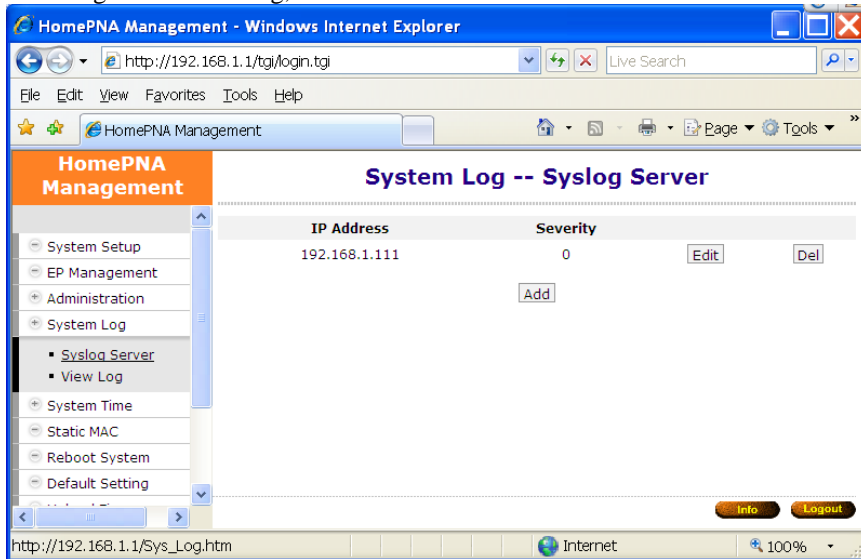 HomePNA Management - Windows Internet Explorer
http://192.168.1.1/tgi/login.tgi
Live Search
File Edit View Favorites Tools Help
HomePNA Management
Page Tools »
HomePNA
Management
System Log -- Syslog Server
IP Address Severity
192.168.1.111 0 Edit Del
Add
System Setup
EP Management
Administration
System Log
Syslog Server
View Log
System Time
Static MAC
Reboot System
Default Setting
Info Logout
http://192.168.1.1/Sys_Log.htm
Internet
100%